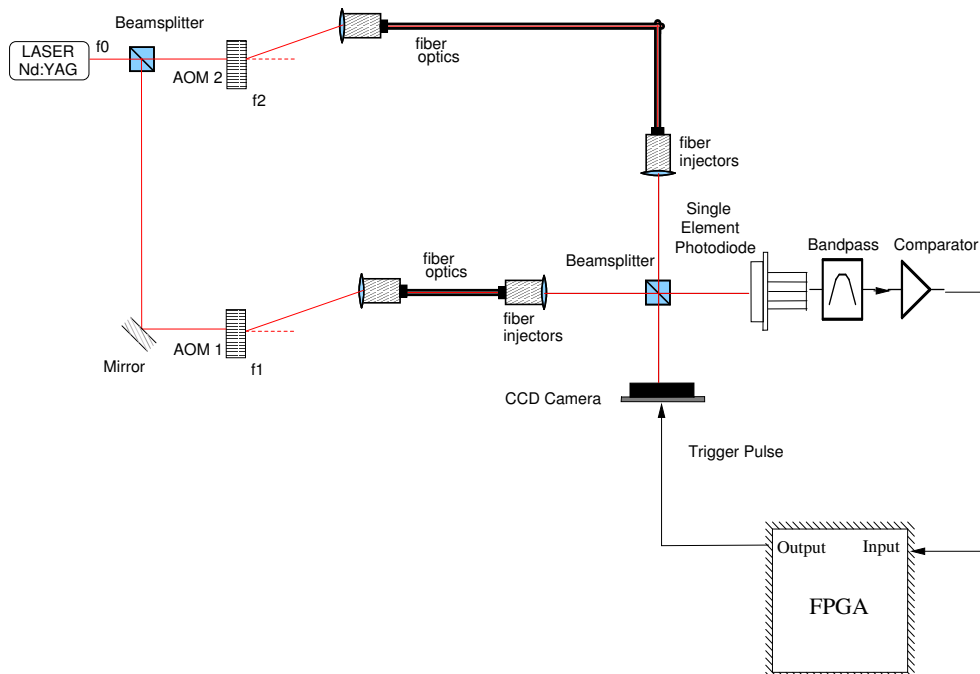 Beamsplitter
LASER
Nd:YAG
f0
AOM 2
f2
fiber
optics
fiber
injectors
Single
Element
Photodiode
Bandpass
Comparator
Beamsplitter
fiber
optics
fiber
injectors
Mirror
AOM 1
f1
CCD Camera
Trigger Pulse
Output
Input
FPGA